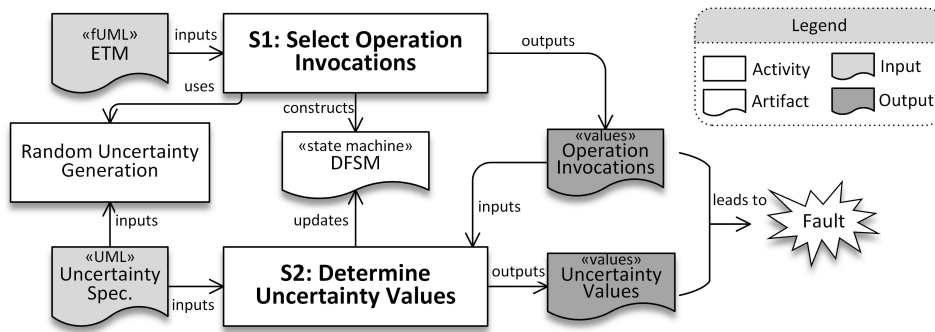 «fUML»
ETM
inputs
S1: Select Operation
Invocations
outputs
Legend
Activity
Input
Artifact
Output
uses
constructs
Random Uncertainty
Generation
«state machine»
DFSM
«values»
Operation
Invocations
leads to
Fault
inputs
updates
inputs
«UML»
Uncertainty
Spec.
inputs
S2: Determine
Uncertainty Values
outputs
«values»
Uncertainty
Values